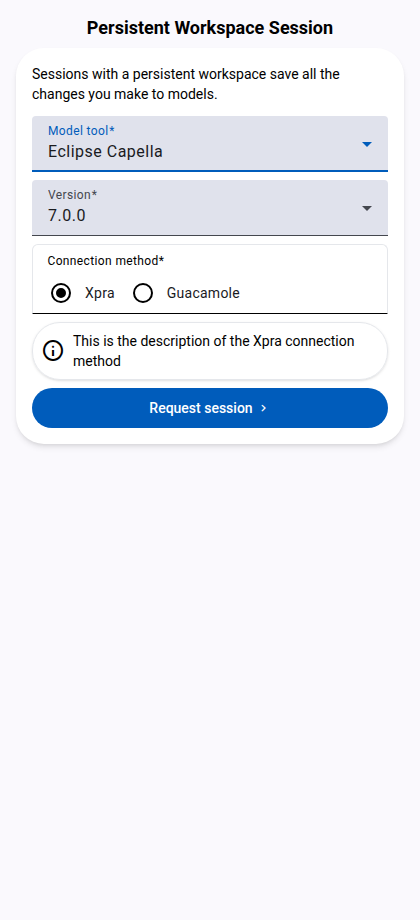 Persistent Workspace Session
Sessions with a persistent workspace save all the
changes you make to models.
Model tool*
Eclipse Capella
Version*
7.0.0
Connection method*
Xpra Guacamole
This is the description of the Xpra connection
method
Request session